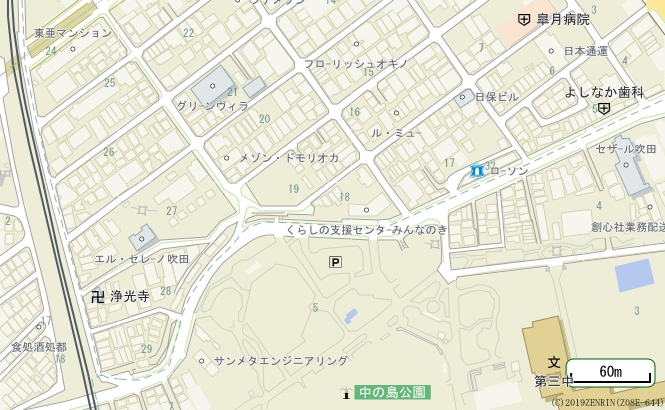 皐月病院
東亜マンション
24
25
22
21
グリーンヴィラ
フローリッシュオキノ
15
14
7
日本通運
4
6
日保ビル
よしなか歯科
5
26
20
16
ル・ミュー
メゾン・トモリオカ
17
32
ローソン
セザール吹田
19
18
27
2
4
くらしの支援センターみんなのき
創心社業務配送
エル・セレーノ吹田
P
28
浄光寺
5
3
17
食処酒処都
18
29
サンメタエンジニアリング
文
第三中
60m
中の島公園
(C)2019ZENRIN(Z08E-644)